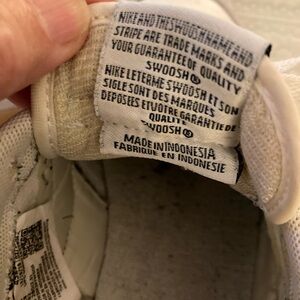 NIKE AND THIS SWOOSH NAME AND
STRIPE ARE TRADE MARKS AND
YOUR GUARANTEE OF QUALITY
SWOOSH®
NIKE LE TERME SWOOSH ET SON
SIGLE SONT DES MARQUES
DEPOSEES ET VOTRE GARANTIE DE
QUALITE
SWOOSH®
MADE IN INDONESIA
FABRIQUE EN INDONESIE